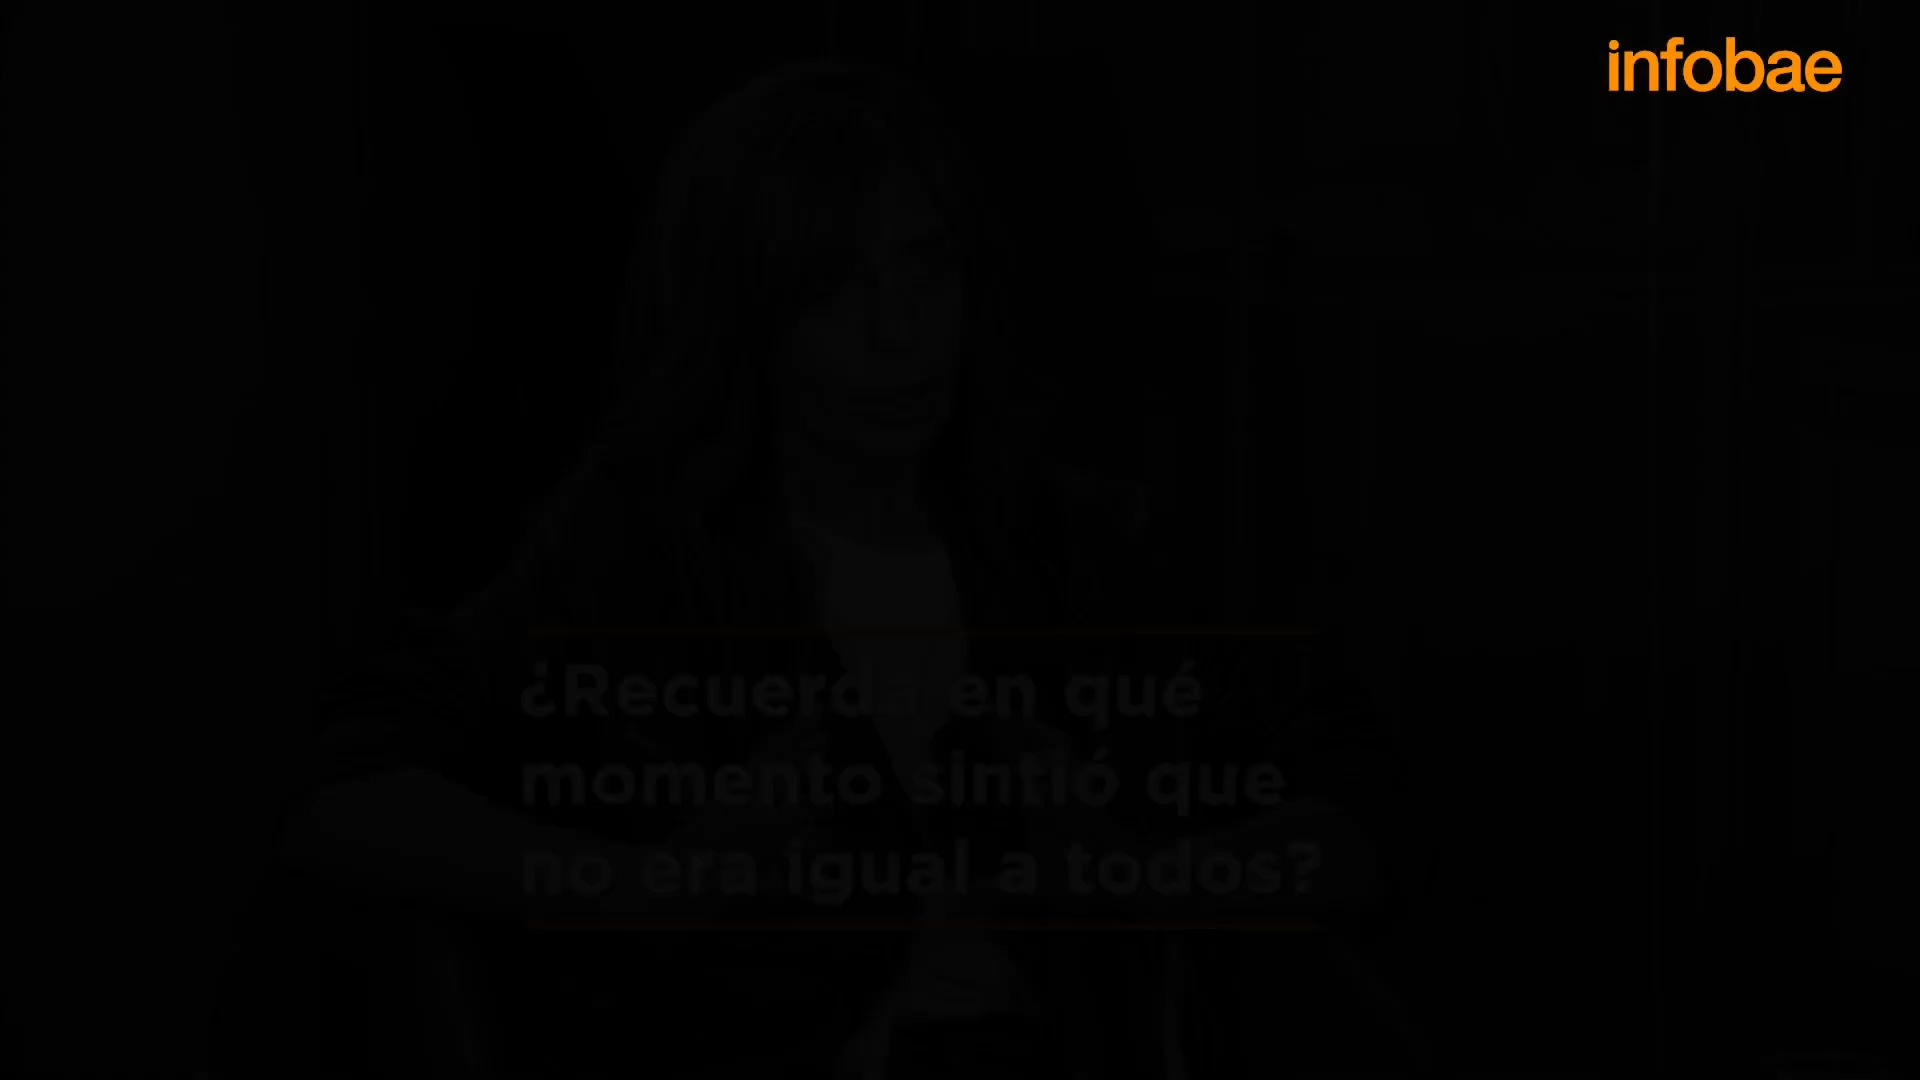 infobae
¿Recuerda en qué
momento sintió que
no era igual a todos?